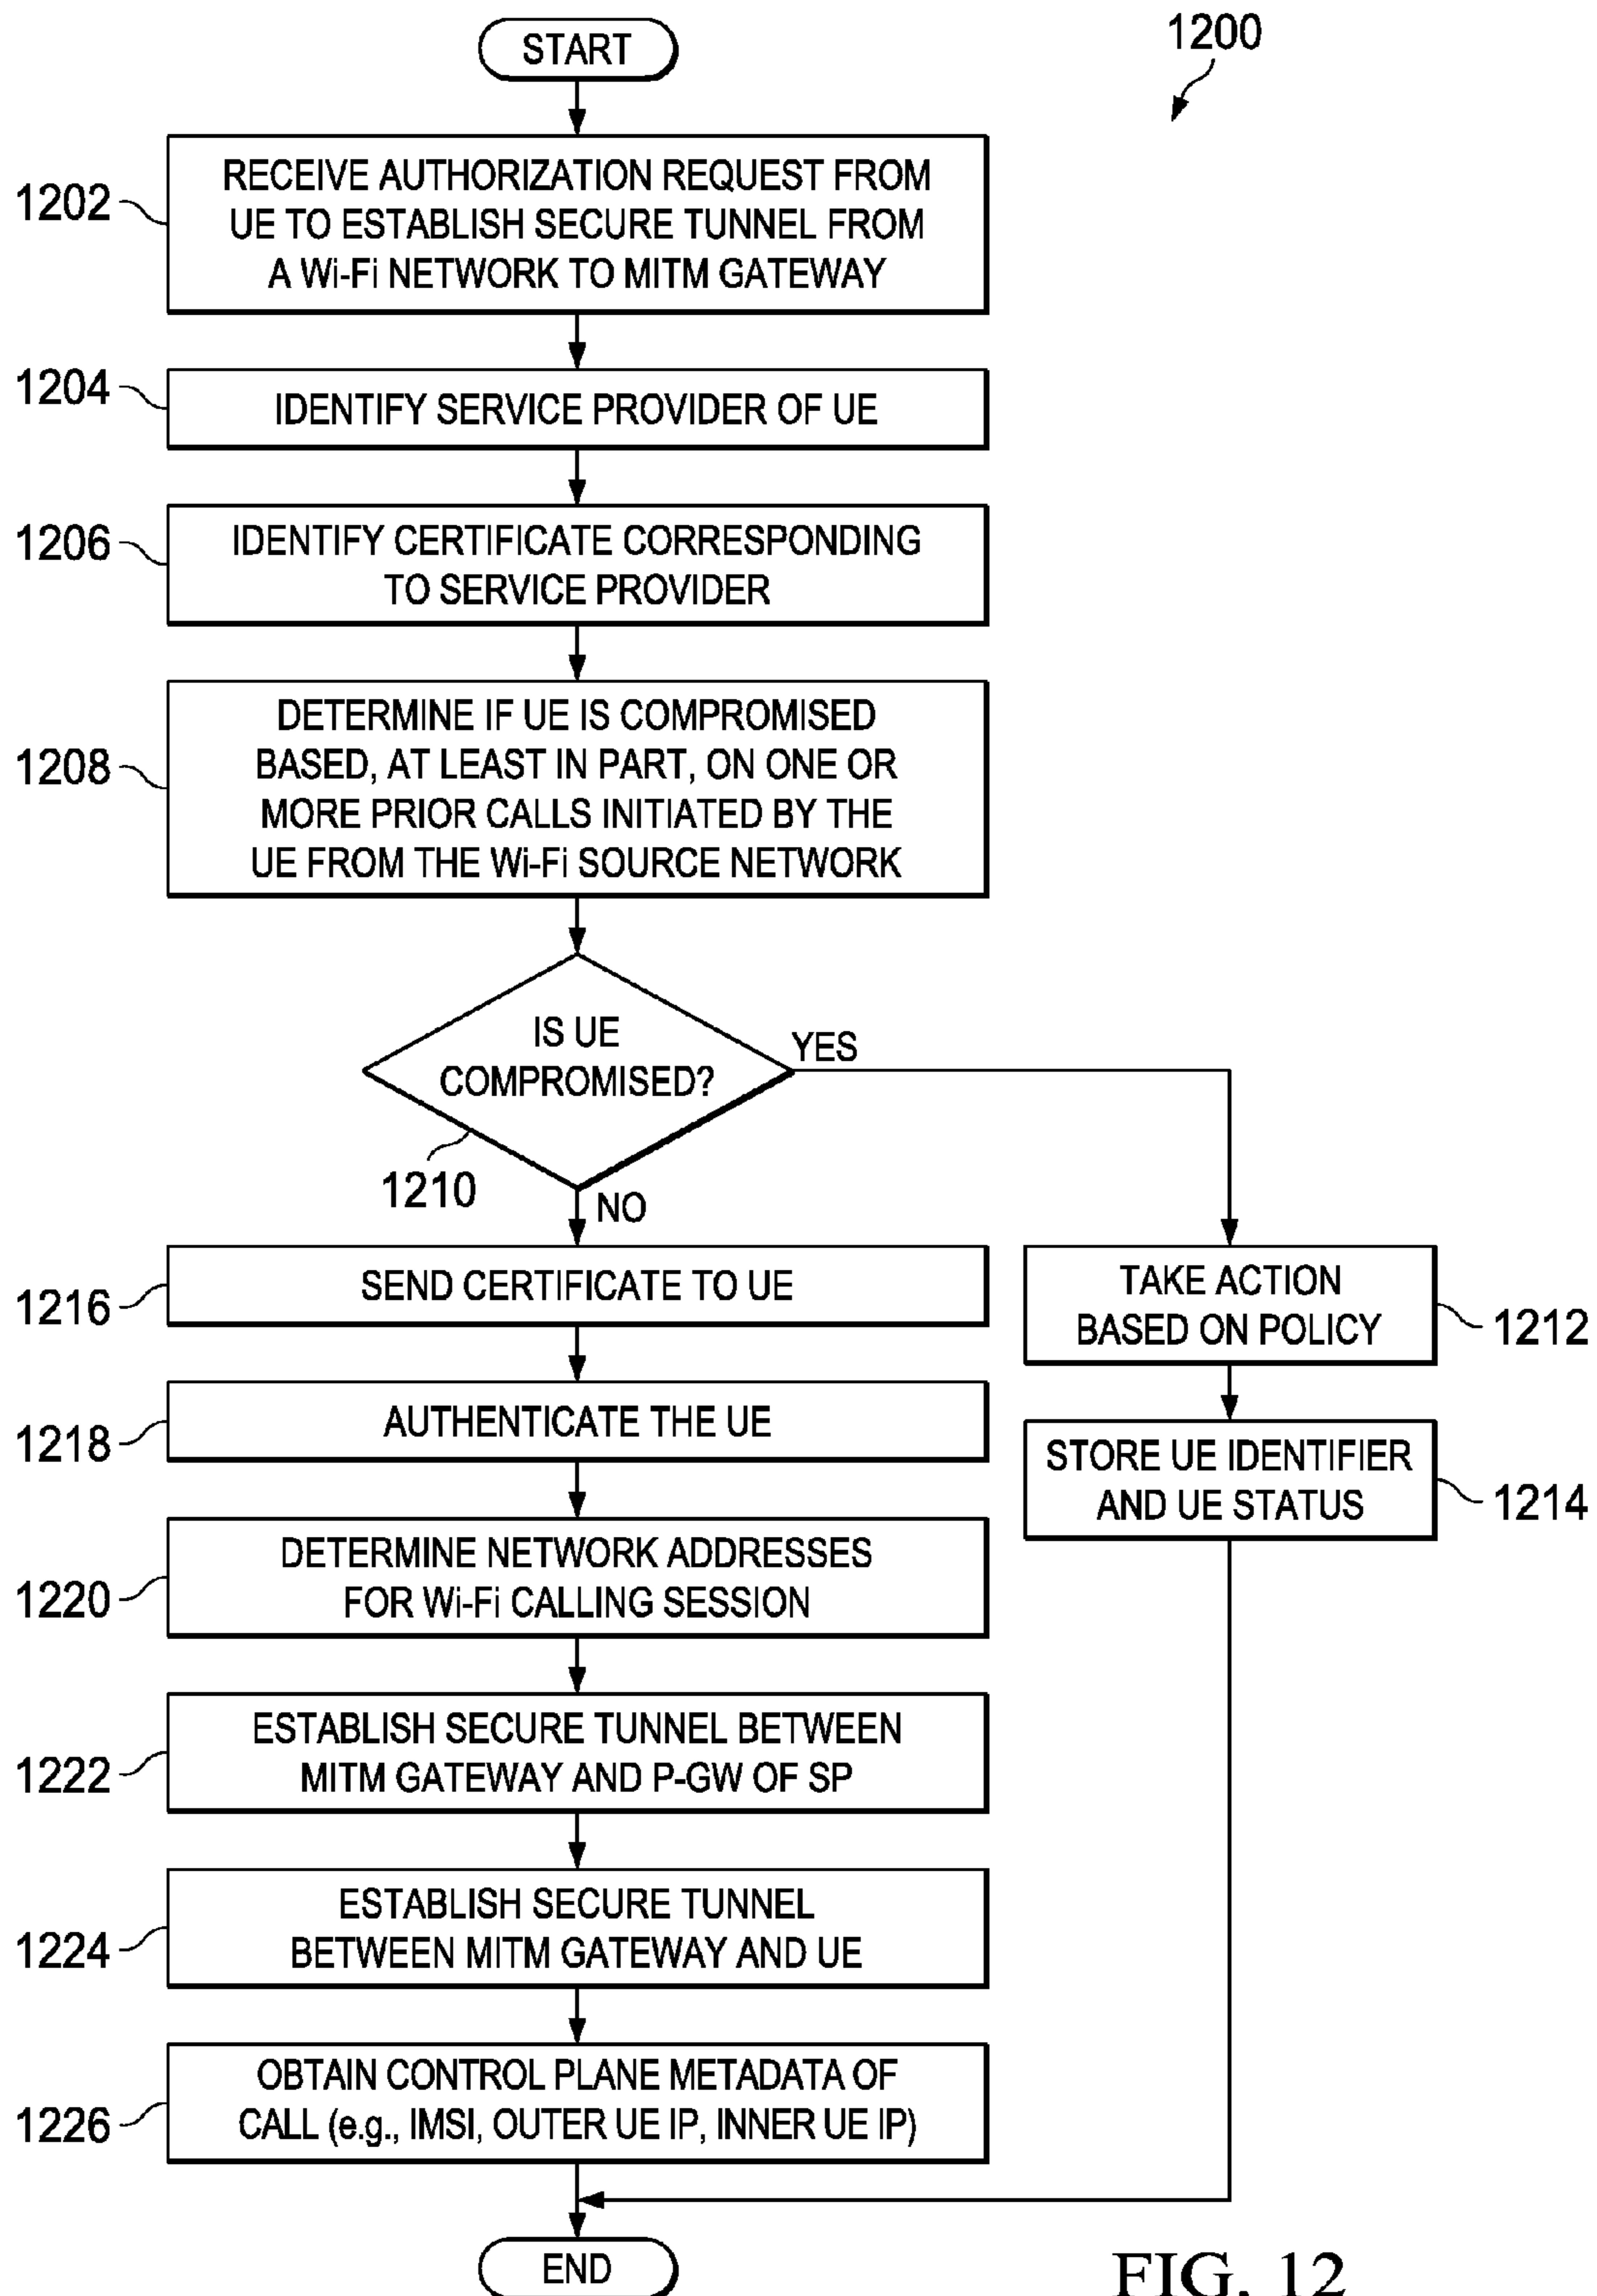 START
1200
1202
RECEIVE AUTHORIZATION REQUEST FROM
UE TO ESTABLISH SECURE TUNNEL FROM
A Wi-Fi NETWORK TO MITM GATEWAY
1204
IDENTIFY SERVICE PROVIDER OF UE
1206
IDENTIFY CERTIFICATE CORRESPONDING
TO SERVICE PROVIDER
1208
DETERMINE IF UE IS COMPROMISED
BASED, AT LEAST IN PART, ON ONE OR
MORE PRIOR CALLS INITIATED BY THE
UE FROM THE Wi-Fi SOURCE NETWORK
IS UE
COMPROMISED?
YES
1210
NO
1216
SEND CERTIFICATE TO UE
TAKE ACTION
BASED ON POLICY
1212
1218
AUTHENTICATE THE UE
STORE UE IDENTIFIER
AND UE STATUS
1214
1220
DETERMINE NETWORK ADDRESSES
FOR Wi-Fi CALLING SESSION
1222
ESTABLISH SECURE TUNNEL BETWEEN
MITM GATEWAY AND P-GW OF SP
1224
ESTABLISH SECURE TUNNEL
BETWEEN MITM GATEWAY AND UE
1226
OBTAIN CONTROL PLANE METADATA OF
CALL (e.g., IMSI, OUTER UE IP, INNER UE IP)
END
FIG. 12